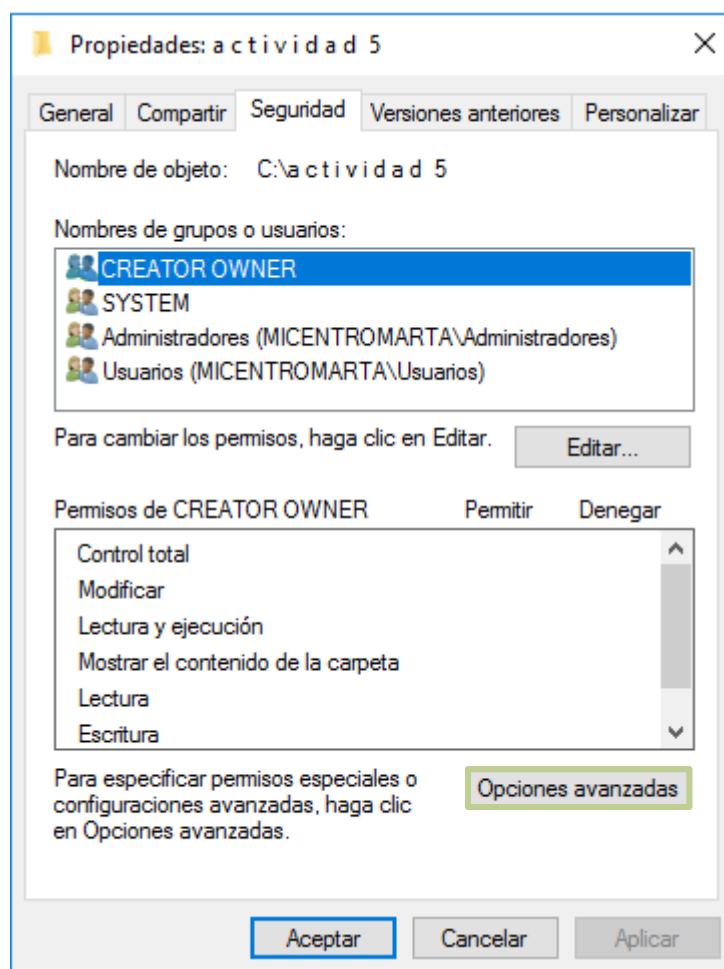 Propiedades: a c t i v i d a d  5
General Compartir Seguridad Versiones anteriores Personalizar
Nombre de objeto: C:\a c t i v i d a d  5
Nombres de grupos o usuarios:
CREATOR OWNER
SYSTEM
Administradores (MICENTROMARTA\Administradores)
Usuarios (MICENTROMARTA\Usuarios)
Para cambiar los permisos, haga clic en Editar. Editar...
Permisos de CREATOR OWNER Permitir Denegar
Control total
Modificar
Lectura y ejecución
Mostrar el contenido de la carpeta
Lectura
Escritura
Para especificar permisos especiales o
configuraciones avanzadas, haga clic
en Opciones avanzadas.
Opciones avanzadas
Aceptar Cancelar Aplicar